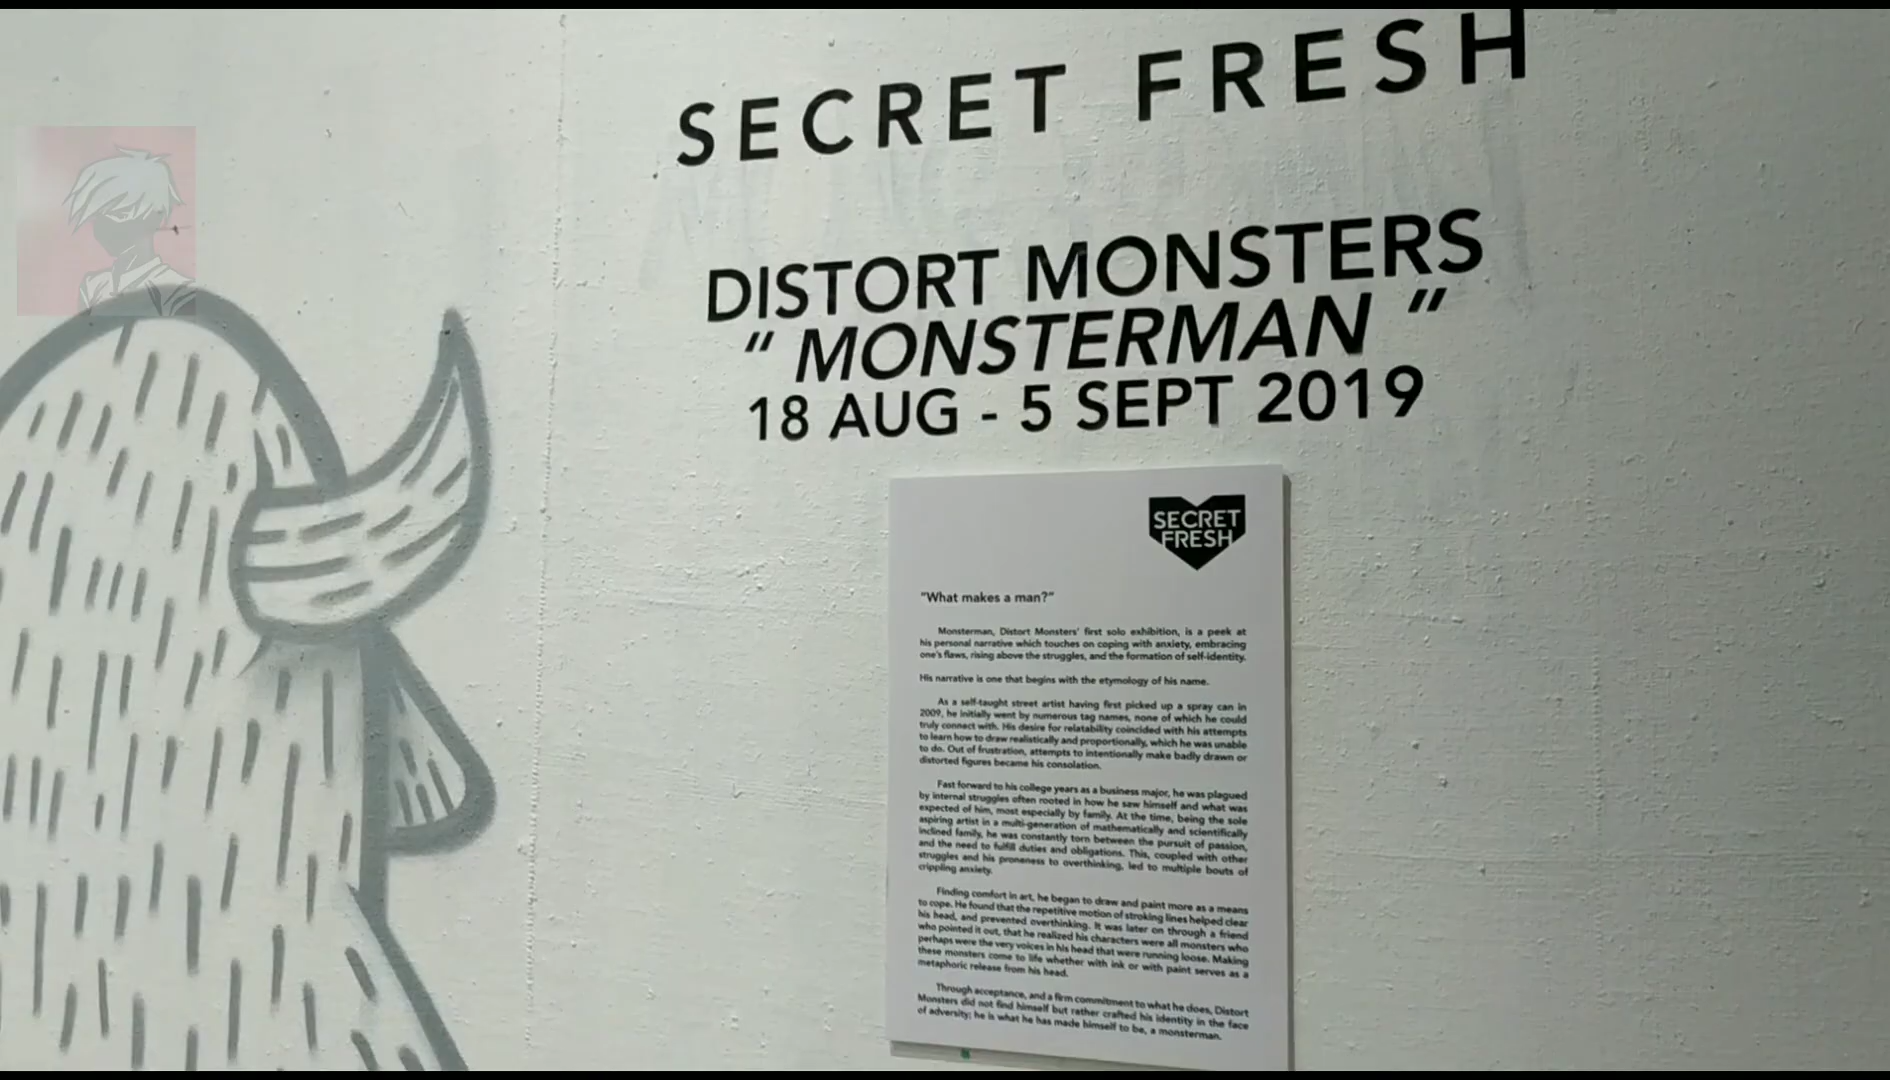 SECRET FRESH
DISTORT MONSTERS
“ MONSTERMAN ”
18 AUG - 5 SEPT 2019
SECRET
FRESH
"What makes a man?"
Monsterman, Distort Monsters' first solo exhibition, is a peek at
his personal narrative which touches on coping with anxiety, embracing
one's flaws, rising above the struggles, and the formation of self-identity.
His narrative is one that begins with the etymology of his name.
As a self-taught street artist having first picked up a spray can in
2009, he initially went by numerous tag names, none of which he could
truly connect with. His desire for relatability coincided with his attempts
to learn how to draw realistically and proportionally, which he was unable
to do. Out of frustration, attempts to intentionally make badly drawn or
distorted figures became his consolation.
Fast forward to his college years as a business major, he was plagued
by internal struggles often rooted in how he saw himself and what was
expected of him, most especially by family. At the time, being the sole
aspiring artist in a multi-generation of mathematically and scientifically
inclined family, he was constantly torn between the pursuit of passion,
and the need to fulfill duties and obligations. This, coupled with other
struggles and his proneness to overthinking, led to multiple bouts of
crippling anxiety.
Finding comfort in art, he began to draw and paint more as a means
to cope. He found that the repetitive motion of stroking lines helped clear
his head, and prevented overthinking. It was later on through a friend
who pointed it out, that he realized his characters were all monsters who
perhaps were the very voices in his head that were running loose. Making
these monsters come to life whether with ink or with paint serves as a
metaphoric release from his head.
Through acceptance, and a firm commitment to what he does, Distort
Monsters did not find himself but rather crafted his identity in the face
of adversity; he is what he has made himself to be, a monsterman.